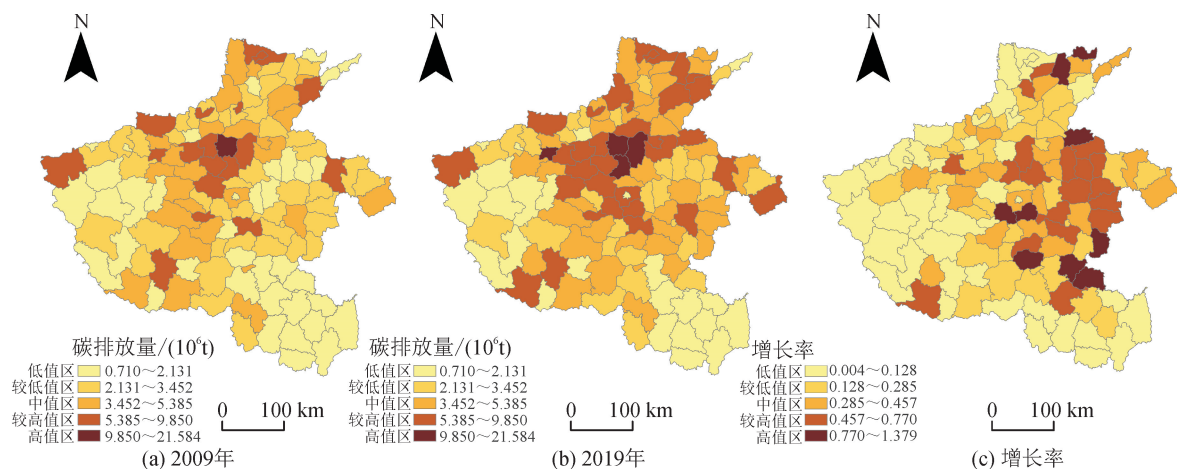 N
碳排放量/(10⁶t)
低值区 0.710～2.131
较低值区 2.131～3.452
中值区 3.452～5.385
较高值区 5.385～9.850
高值区 9.850～21.584
0 100 km
(a) 2009年
N
碳排放量/(10⁶t)
低值区 0.710～2.131
较低值区 2.131～3.452
中值区 3.452～5.385
较高值区 5.385～9.850
高值区 9.850～21.584
0 100 km
(b) 2019年
N
增长率
低值区 0.004～0.128
较低值区 0.128～0.285
中值区 0.285～0.457
较高值区 0.457～0.770
高值区 0.770～1.379
0 100 km
(c) 增长率